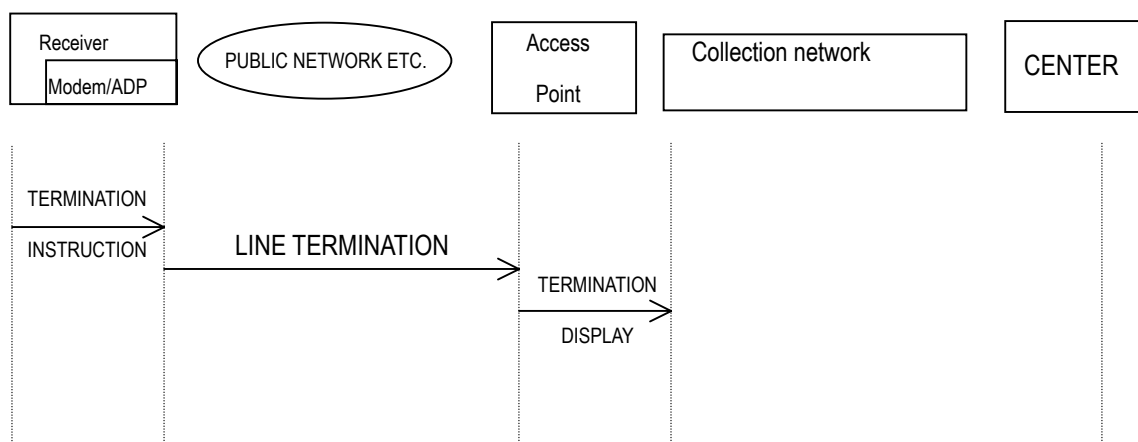 Receiver
Modem/ADP
PUBLIC NETWORK ETC.
Access
Point
Collection network
CENTER
TERMINATION
INSTRUCTION
LINE TERMINATION
TERMINATION
DISPLAY